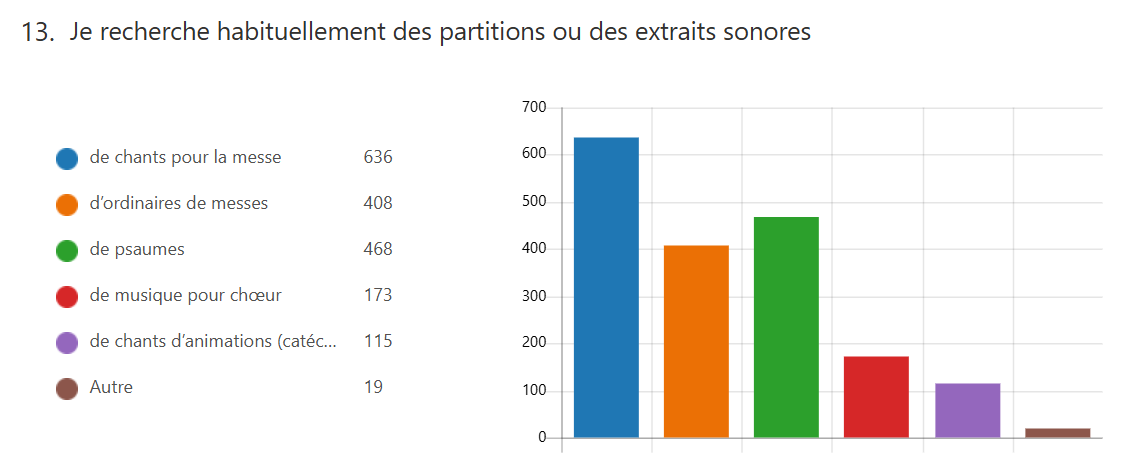 13. Je recherche habituellement des partitions ou des extraits sonores
de chants pour la messe 636
d’ordinaires de messes 408
de psaumes 468
de musique pour chœur 173
de chants d’animations (catéc... 115
Autre 19
700
600
500
400
300
200
100
0